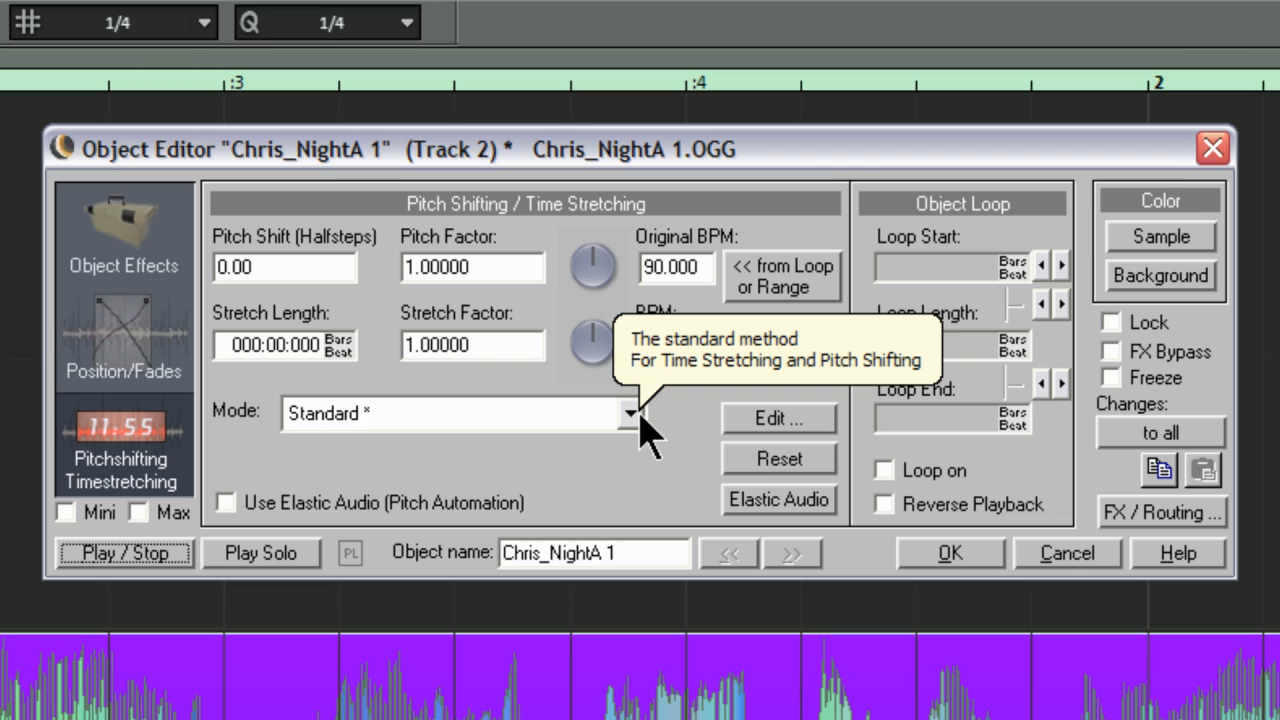 1/4
Q
1/4
:3
:4
2
Object Editor "Chris_NightA 1" (Track 2) * Chris_NightA 1.OGG
Object Effects
Position/Fades
11:55
Pitchshifting
Timestretching
Mini
Max
Pitch Shifting / Time Stretching
Pitch Shift (Halfsteps)
Pitch Factor:
Original BPM:
0.00
1.00000
90.000
<< from Loop
or Range
Stretch Length:
Stretch Factor:
BPM:
000:00:000
Bars
Beat
1.00000
The standard method
For Time Stretching and Pitch Shifting
Mode:
Standard *
Edit ...
Reset
Elastic Audio
Use Elastic Audio (Pitch Automation)
Object Loop
Loop Start:
Bars
Beat
Loop Length:
Bars
Beat
Loop End:
Bars
Beat
Loop on
Reverse Playback
Color
Sample
Background
Lock
FX Bypass
Freeze
Changes:
to all
FX / Routing ...
Play / Stop
Play Solo
PL
Object name:
Chris_NightA 1
<<
>>
OK
Cancel
Help